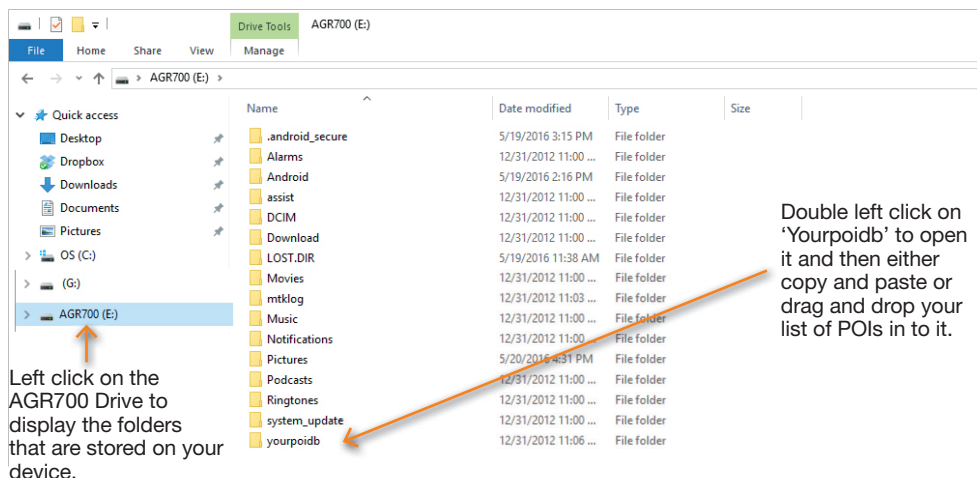 Drive Tools AGR700 (E:)
File Home Share View Manage
AGR700 (E:)
Quick access
Desktop
Dropbox
Downloads
Documents
Pictures
OS (C:)
(G:)
AGR700 (E:)
Left click on the
AGR700 Drive to
display the folders
that are stored on your
device.
Name Date modified Type Size
.android_secure 5/19/2016 3:15 PM File folder
Alarms 12/31/2012 11:00 ... File folder
Android 5/19/2016 2:16 PM File folder
assist 12/31/2012 11:00 ... File folder
DCIM 12/31/2012 11:00 ... File folder
Download 12/31/2012 11:00 ... File folder
LOST.DIR 5/19/2016 11:38 AM File folder
Movies 12/31/2012 11:00 ... File folder
mtklog 12/31/2012 11:03 ... File folder
Music 12/31/2012 11:00 ... File folder
Notifications 12/31/2012 11:00 ... File folder
Pictures 5/20/2016 4:31 PM File folder
Podcasts 12/31/2012 11:00 ... File folder
Ringtones 12/31/2012 11:00 ... File folder
system_update 12/31/2012 11:00 ... File folder
yourpoidb 12/31/2012 11:06 ... File folder
Double left click on
‘Yourpoidb’ to open
it and then either
copy and paste or
drag and drop your
list of POIs in to it.